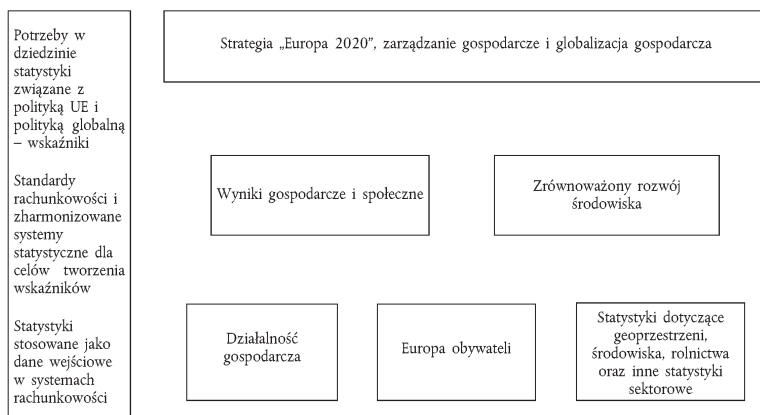 Potrzeby w
dziedzinie
statystyki
związane z
polityką UE i
polityką globalną
– wskaźniki
Standardy
rachunkowości i
zharmonizowane
systemy
statystyczne dla
celów tworzenia
wskaźników
Statystyki
stosowane jako
dane wejściowe
w systemach
rachunkowości
Strategia „Europa 2020”, zarządzanie gospodarcze i globalizacja gospodarcza
Wyniki gospodarcze i społeczne
Zrównoważony rozwój
środowiska
Działalność
gospodarcza
Europa obywateli
Statystyki dotyczące
geoprzestrzeni,
środowiska, rolnictwa
oraz inne statystyki
sektorowe